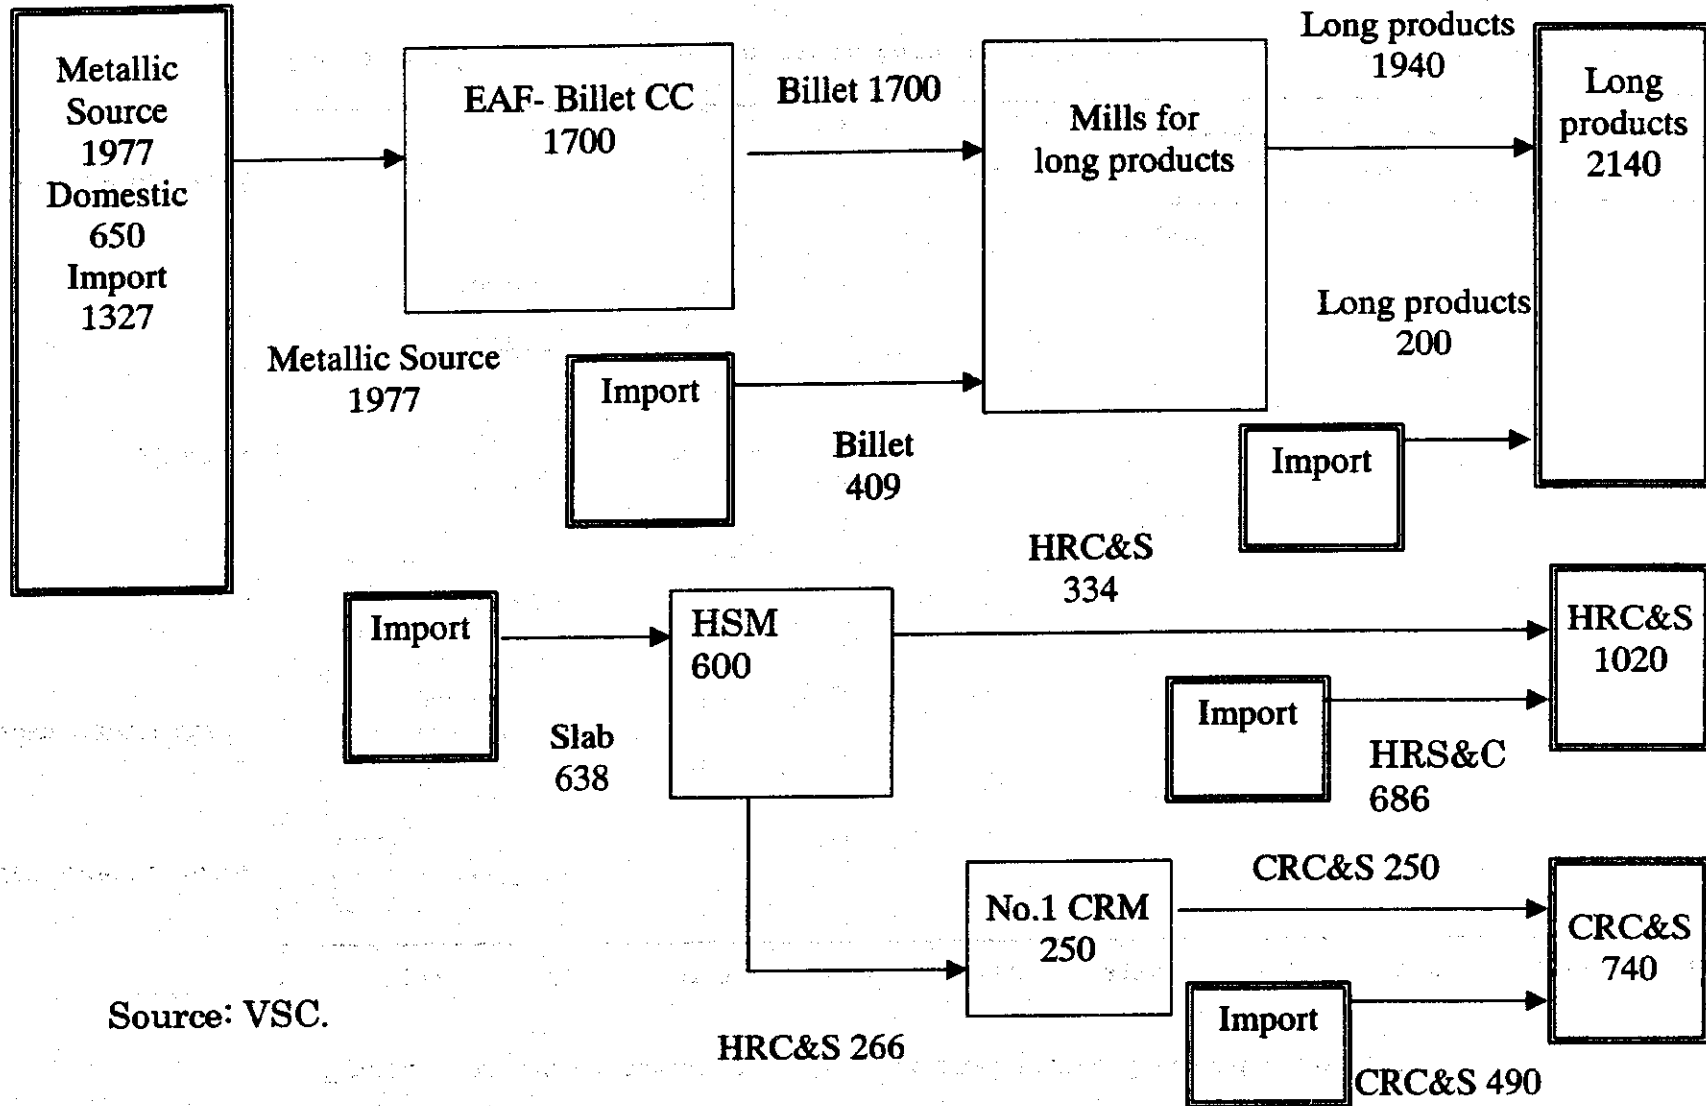 Metallic
Source
1977
Domestic
650
Import
1327
Metallic Source
1977
EAF- Billet CC
1700
Billet 1700
Import
Billet
409
Mills for
long products
Long products
1940
Long products
200
Import
Long
products
2140
Import
Slab
638
HSM
600
HRC&S
334
Import
HRS&C
686
HRC&S
1020
HRC&S 266
No.1 CRM
250
CRC&S 250
Import
CRC&S 490
CRC&S
740
Source: VSC.